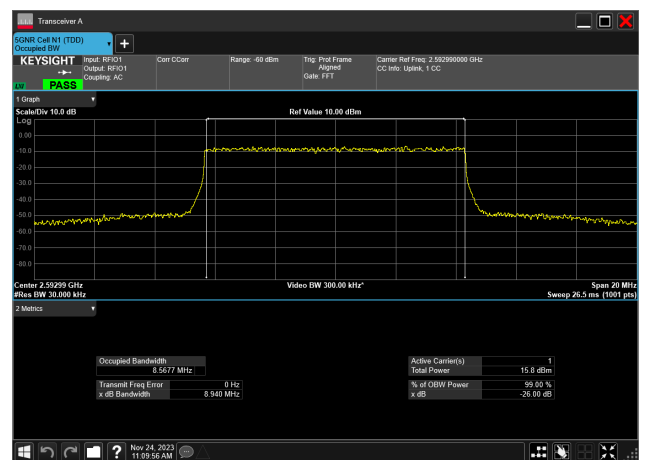 Transceiver A
5GNR Cell N1 (TDD)
Occupied BW
KEYSIGHT
LV
PASS
Input: RFIO1
Output: RFIO1
Coupling: AC
Corr CCorr
Range: -60 dBm
Trig: Prot Frame
Aligned
Gate: FFT
Carrier Ref Freq: 2.592990000 GHz
CC Info: Uplink, 1 CC
1 Graph
Scale/Div 10.0 dB
Ref Value 10.00 dBm
Log
0.00
-10.0
-20.0
-30.0
-40.0
-50.0
-60.0
-70.0
-80.0
Center 2.59299 GHz
Video BW 300.00 kHz^
Span 20 MHz
#Res BW 30.000 kHz
Sweep 26.5 ms (1001 pts)
2 Metrics
Occupied Bandwidth
8.5677 MHz
Transmit Freq Error 0 Hz
x dB Bandwidth 8.940 MHz
Active Carrier(s) 1
Total Power 15.8 dBm
% of OBW Power 99.00 %
x dB -26.00 dB
Nov 24, 2023
11:09:56 AM